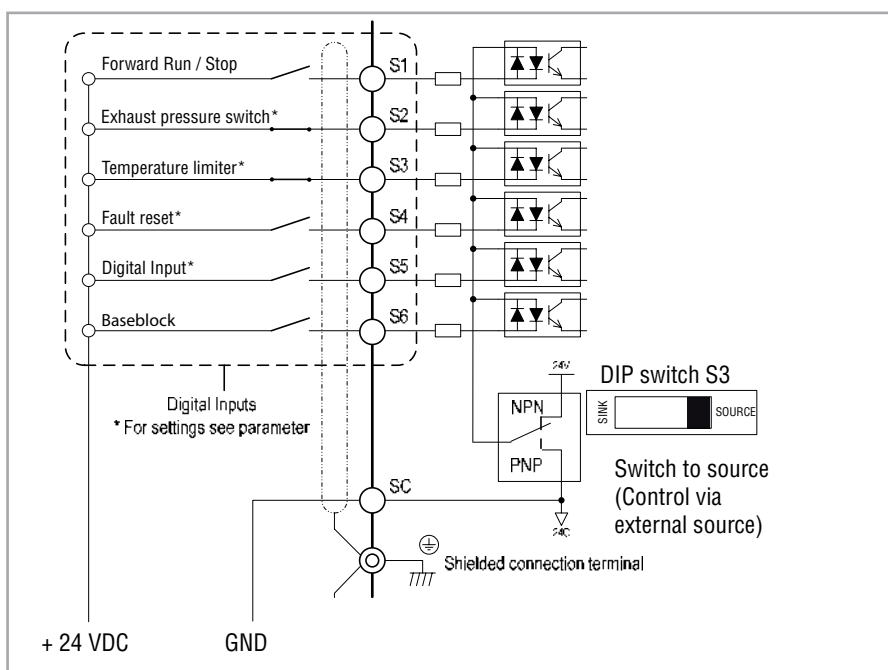 Forward Run / Stop
S1
Exhaust pressure switch*
S2
Temperature limiter*
S3
Fault reset*
S4
Digital Input*
S5
Baseblock
S6
Digital Inputs
* For settings see parameter
24V
DIP switch S3
NPN
PNP
SINK
SOURCE
Switch to source
(Control via
external source)
SC
Shielded connection terminal
+ 24 VDC
GND